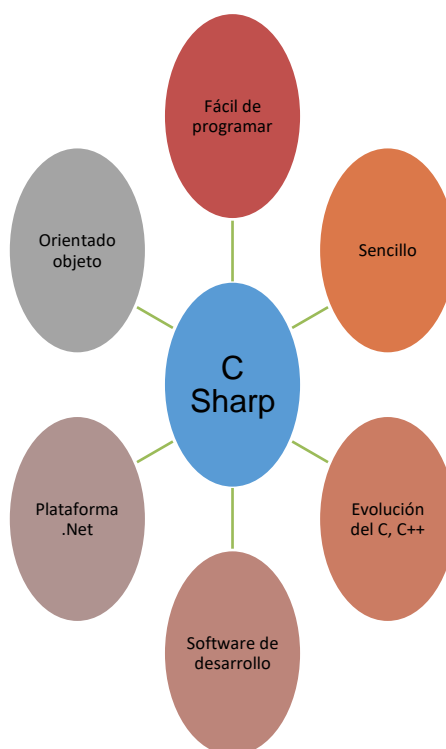 Fácil de
programar
Sencillo
Evolución
del C, C++
Software de
desarrollo
Plataforma
.Net
Orientado
objeto
C
Sharp